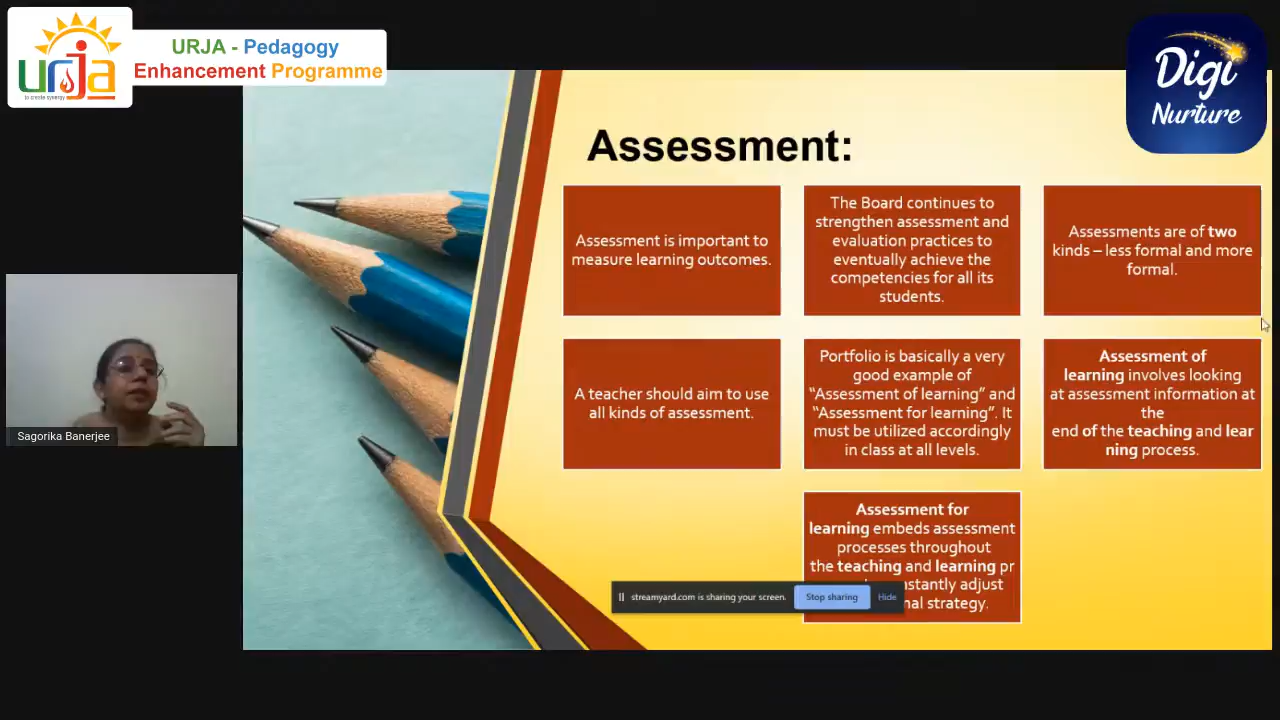 urja
to create synergy
URJA - Pedagogy
Enhancement Programme
Digi
Nurture
Assessment:
Assessment is important to
measure learning outcomes.
The Board continues to
strengthen assessment and
evaluation practices to
eventually achieve the
competencies for all its
students.
Assessments are of two
kinds – less formal and more
formal.
A teacher should aim to use
all kinds of assessment.
Portfolio is basically a very
good example of
“Assessment of learning” and
“Assessment for learning”. It
must be utilized accordingly
in class at all levels.
Assessment of
learning involves looking
at assessment information at
the
end of the teaching and lear
ning process.
Assessment for
learning embeds assessment
processes throughout
the teaching and learning pr
adjust
strategy.
streamyard.com is sharing your screen.
Stop sharing
Hide
Sagorika Banerjee